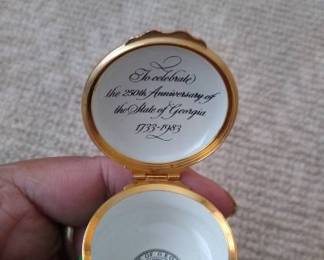 To celebrate
the 250th Anniversary of
the State of Georgia
1733-1983